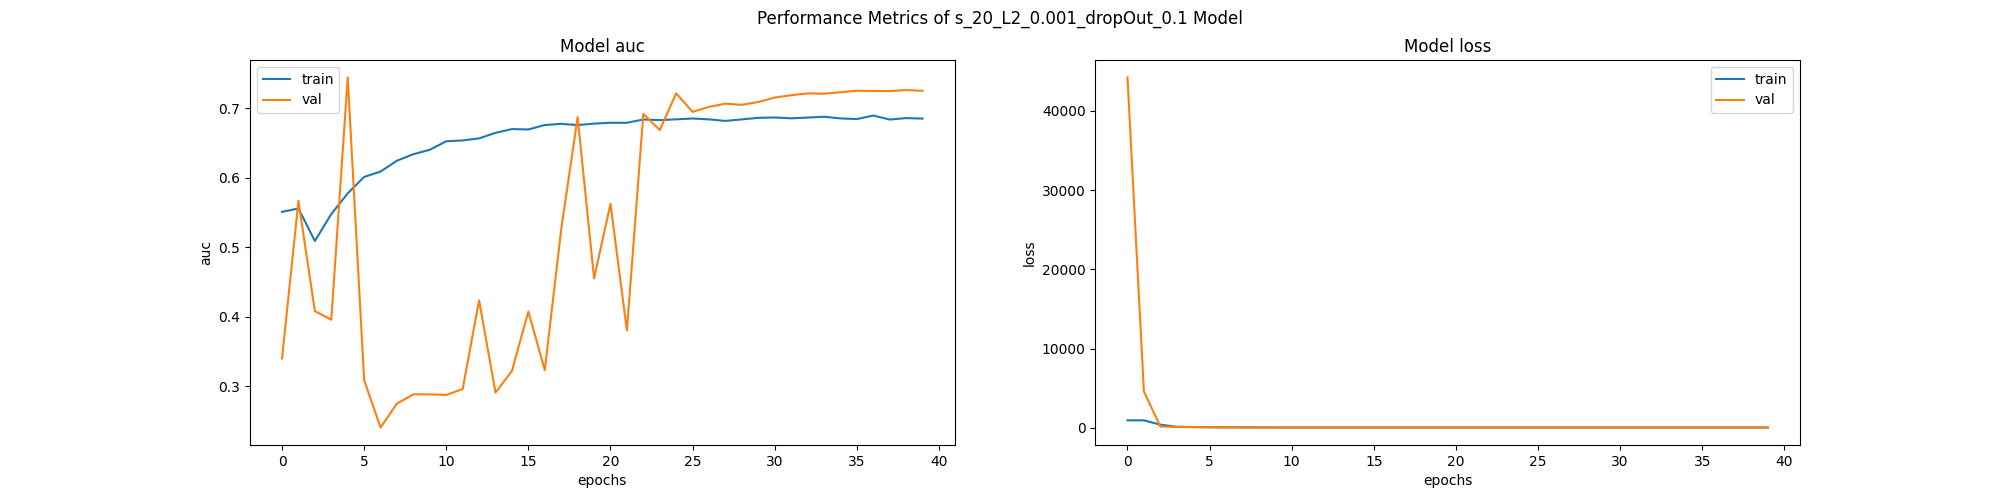 Performance Metrics of s_20_L2_0.001_dropOut_0.1 Model
Model auc
train
val
0.7
0.6
0.5
0.4
0.3
auc
0 5 10 15 20 25 30 35 40
epochs
Model loss
train
val
40000
30000
20000
10000
0
loss
0 5 10 15 20 25 30 35 40
epochs